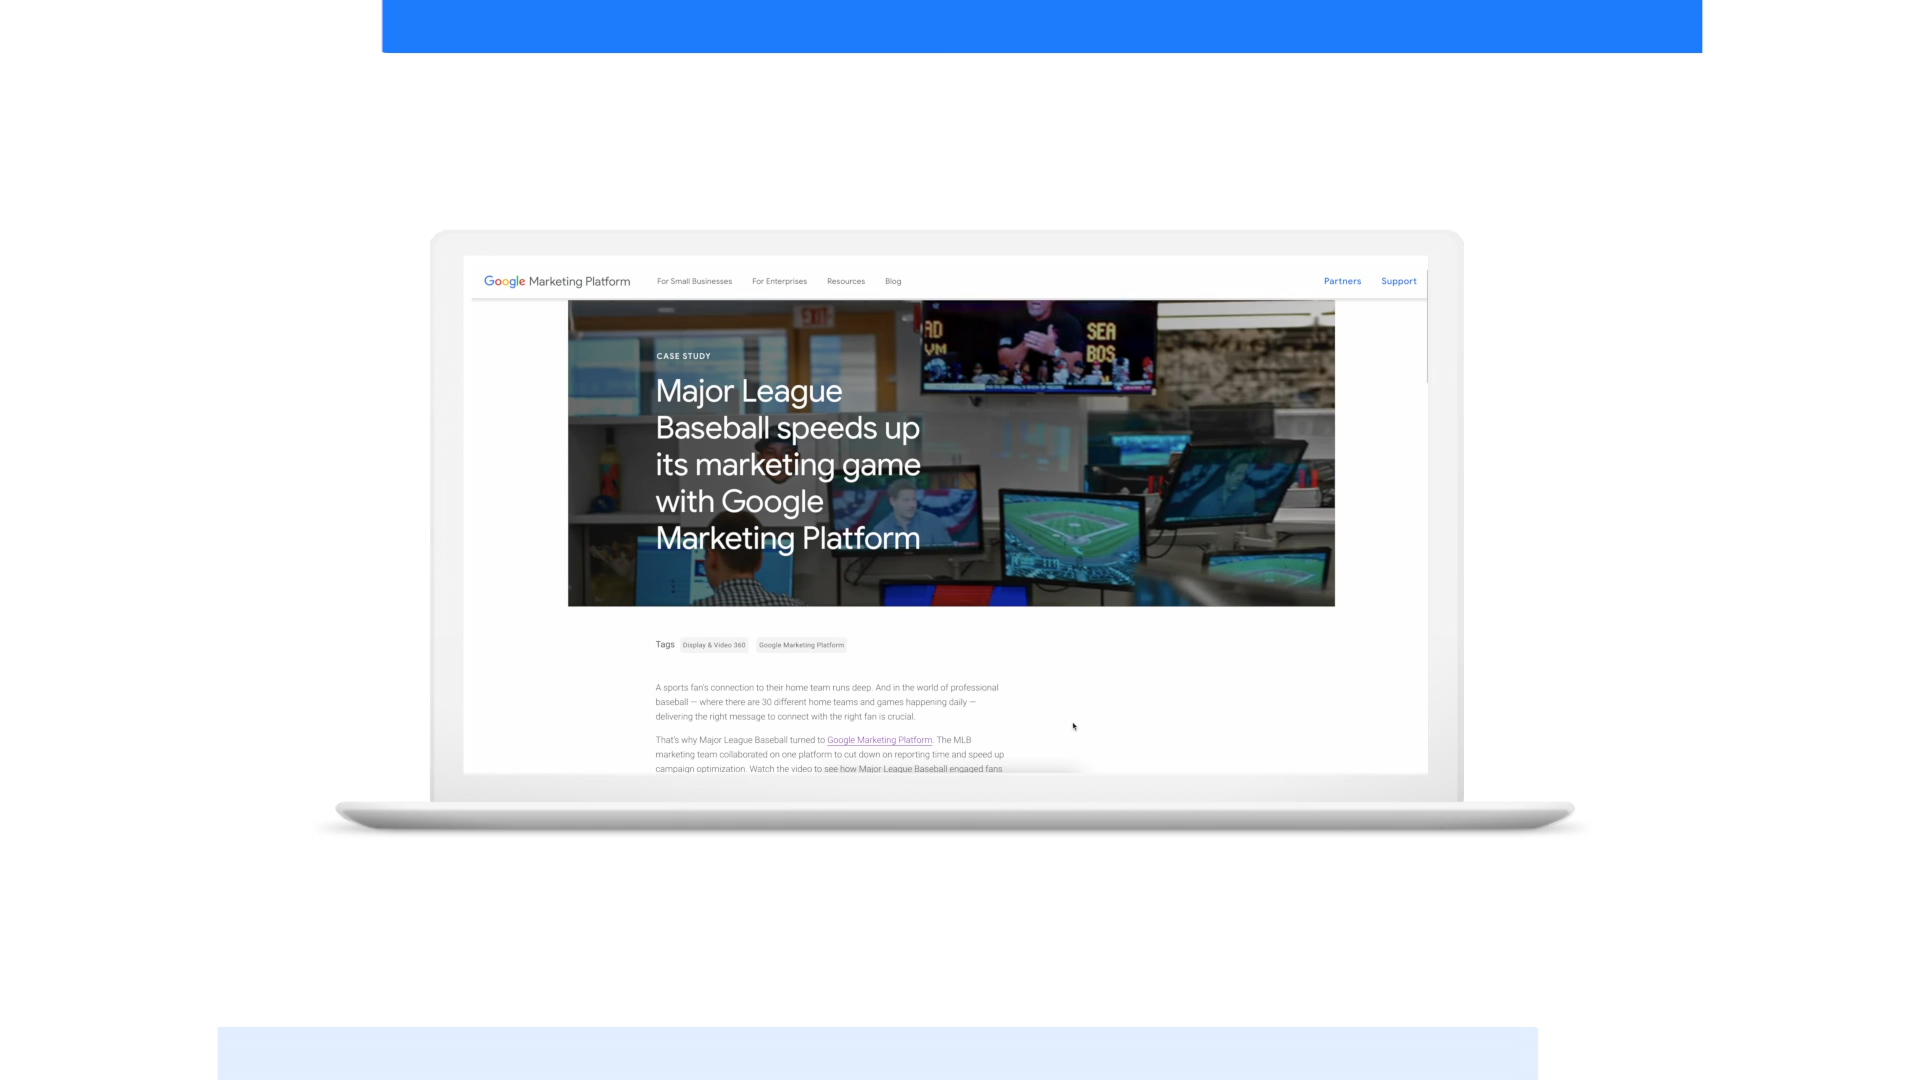 Google Marketing Platform For Small Businesses For Enterprises Resources Blog Partners Support
EXIT
RD
YM
SEA
BOS
CASE STUDY
Major League
Baseball speeds up
its marketing game
with Google
Marketing Platform
Tags Display & Video 360 Google Marketing Platform
A sports fan's connection to their home team runs deep. And in the world of professional
baseball — where there are 30 different home teams and games happening daily —
delivering the right message to connect with the right fan is crucial.
That's why Major League Baseball turned to Google Marketing Platform. The MLB
marketing team collaborated on one platform to cut down on reporting time and speed up
campaign optimization. Watch the video to see how Major League Baseball engaged fans